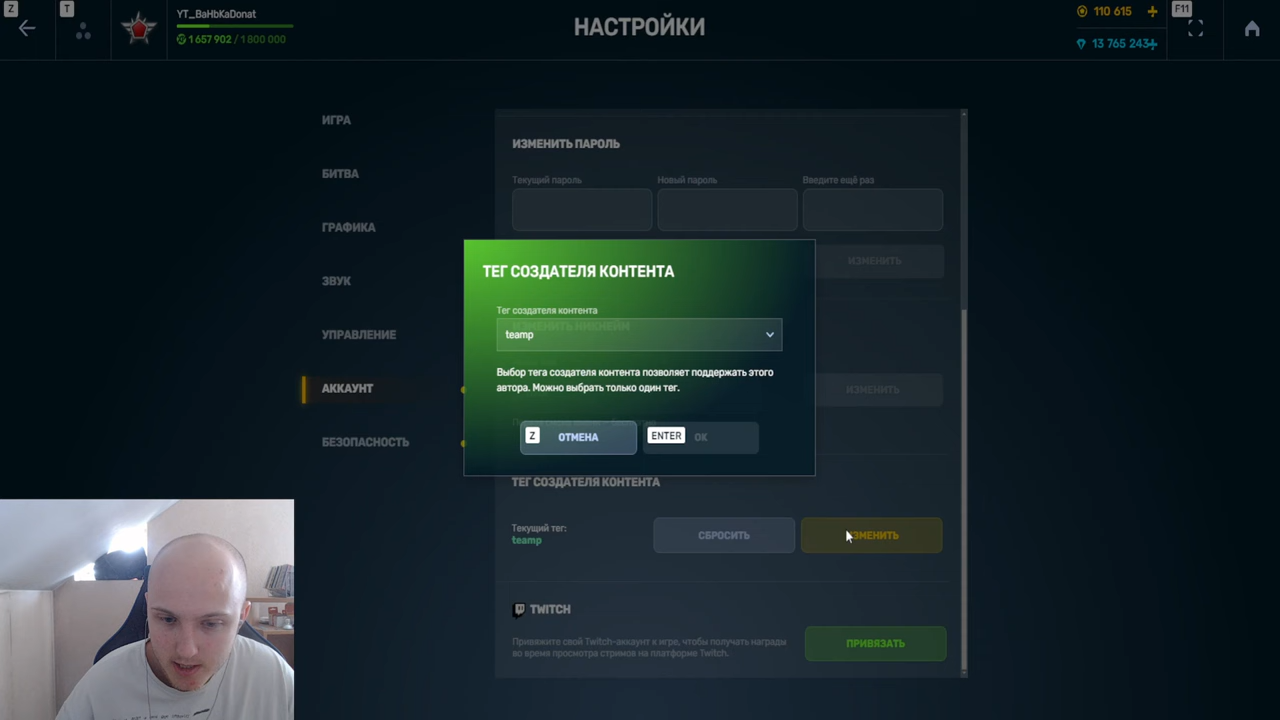 Z
T
YT_BaHbKaDonat
1 657 902 / 1 800 000
НАСТРОЙКИ
110 615
13 765 243
F11
ИГРА
БИТВА
ГРАФИКА
ЗВУК
УПРАВЛЕНИЕ
АККАУНТ
БЕЗОПАСНОСТЬ
ИЗМЕНИТЬ ПАРОЛЬ
Текущий пароль Новый пароль Введите ещё раз
ИЗМЕНИТЬ
ТЕГ СОЗДАТЕЛЯ КОНТЕНТА
Тег создателя контента
ИЗМЕНИТЬ НИКНЕЙМ
teamp
Выбор тега создателя контента позволяет поддержать этого
автора. Можно выбрать только один тег.
ИЗМЕНИТЬ
Z ОТМЕНА
ENTER OK
ТЕГ СОЗДАТЕЛЯ КОНТЕНТА
Текущий тег:
teamp
СБРОСИТЬ
ИЗМЕНИТЬ
TWITCH
Привяжите свой Twitch-аккаунт к игре, чтобы получать награды
во время просмотра стримов на платформе Twitch.
ПРИВЯЗАТЬ